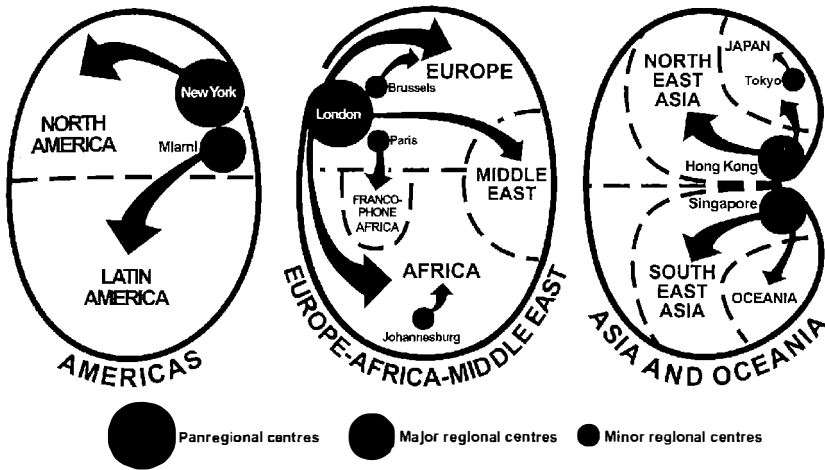 New York
NORTH
AMERICA
Miami
LATIN
AMERICA
AMERICAS
EUROPE
Brussels
London
Paris
MIDDLE
EAST
FRANCO-
PHONE
AFRICA
AFRICA
Johannesburg
EUROPE-AFRICA-MIDDLE EAST
JAPAN
NORTH
EAST
ASIA
Tokyo
Hong Kong
Singapore
SOUTH
EAST
ASIA
OCEANIA
ASIA AND OCEANIA
Panregional centres
Major regional centres
Minor regional centres